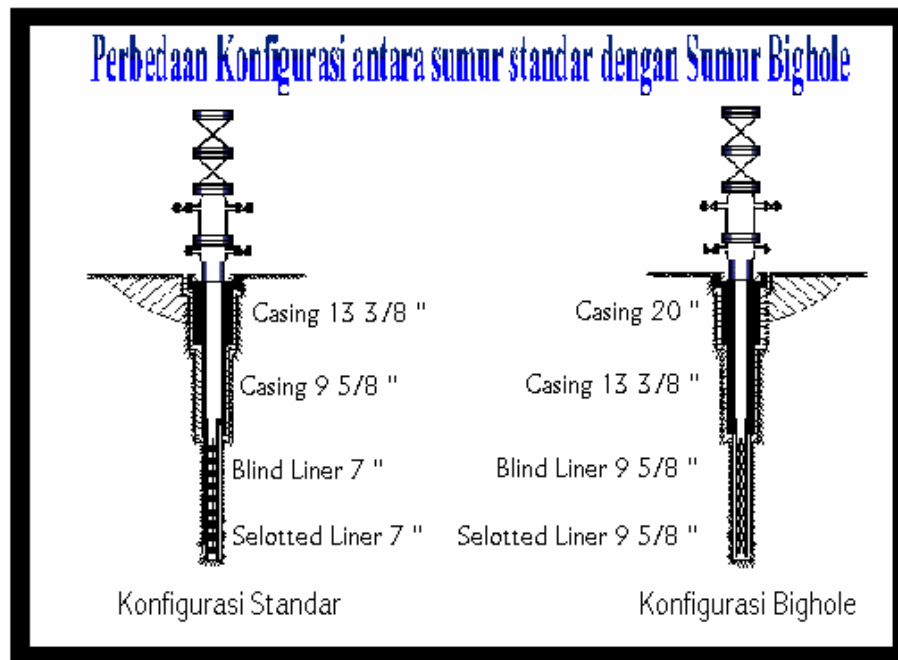 Perbedaan Konfigurasi antara sumur standar dengan Sumur Bighole
Casing 13 3/8 "
Casing 9 5/8 "
Blind Liner 7 "
Selotted Liner 7 "
Konfigurasi Standar
Casing 20 "
Casing 13 3/8 "
Blind Liner 9 5/8 "
Selotted Liner 9 5/8 "
Konfigurasi Bighole